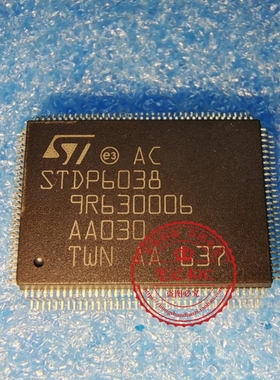 ST e3 AC
STDP6038
9R630006
AA030
TWN AA 637